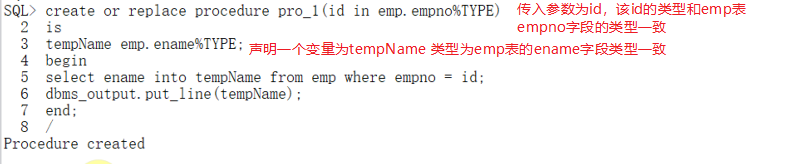 SQL> create or replace procedure pro_1(id in emp.empno%TYPE)
传入参数为id，该id的类型和emp表
empno字段的类型一致
2 is
3 tempName emp.ename%TYPE;
声明一个变量为tempName 类型为emp表的ename字段类型一致
4 begin
5 select ename into tempName from emp where empno = id;
6 dbms_output.put_line(tempName);
7 end;
8 /
Procedure created